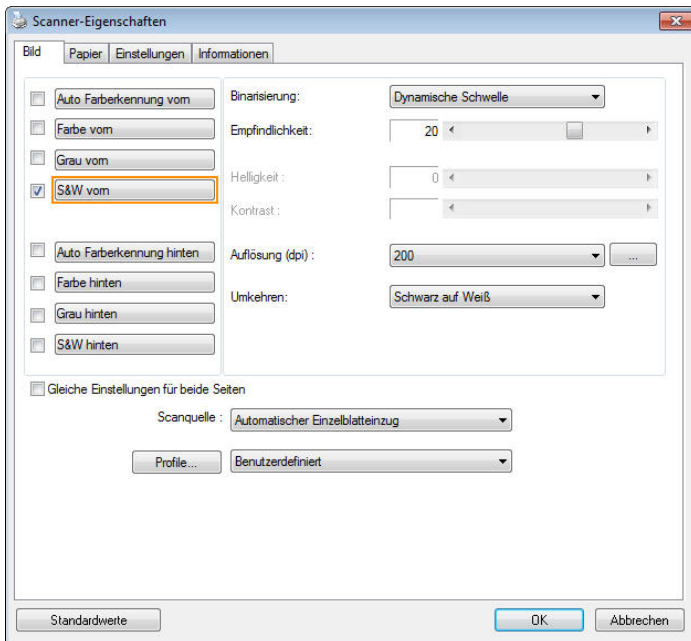 Scanner-Eigenschaften
Bild Papier Einstellungen Informationen
Auto Farberkennung vorn
Farbe vorn
Grau vorn
S&W vorn
Auto Farberkennung hinten
Farbe hinten
Grau hinten
S&W hinten
Binarisierung: Dynamische Schwelle
Empfindlichkeit: 20
Helligkeit : 0
Kontrast :
Auflösung (dpi) : 200 ...
Umkehren: Schwarz auf Weiß
Gleiche Einstellungen für beide Seiten
Scanquelle : Automatischer Einzelblatteinzug
Profile... Benutzerdefiniert
Standardwerte OK Abbrechen